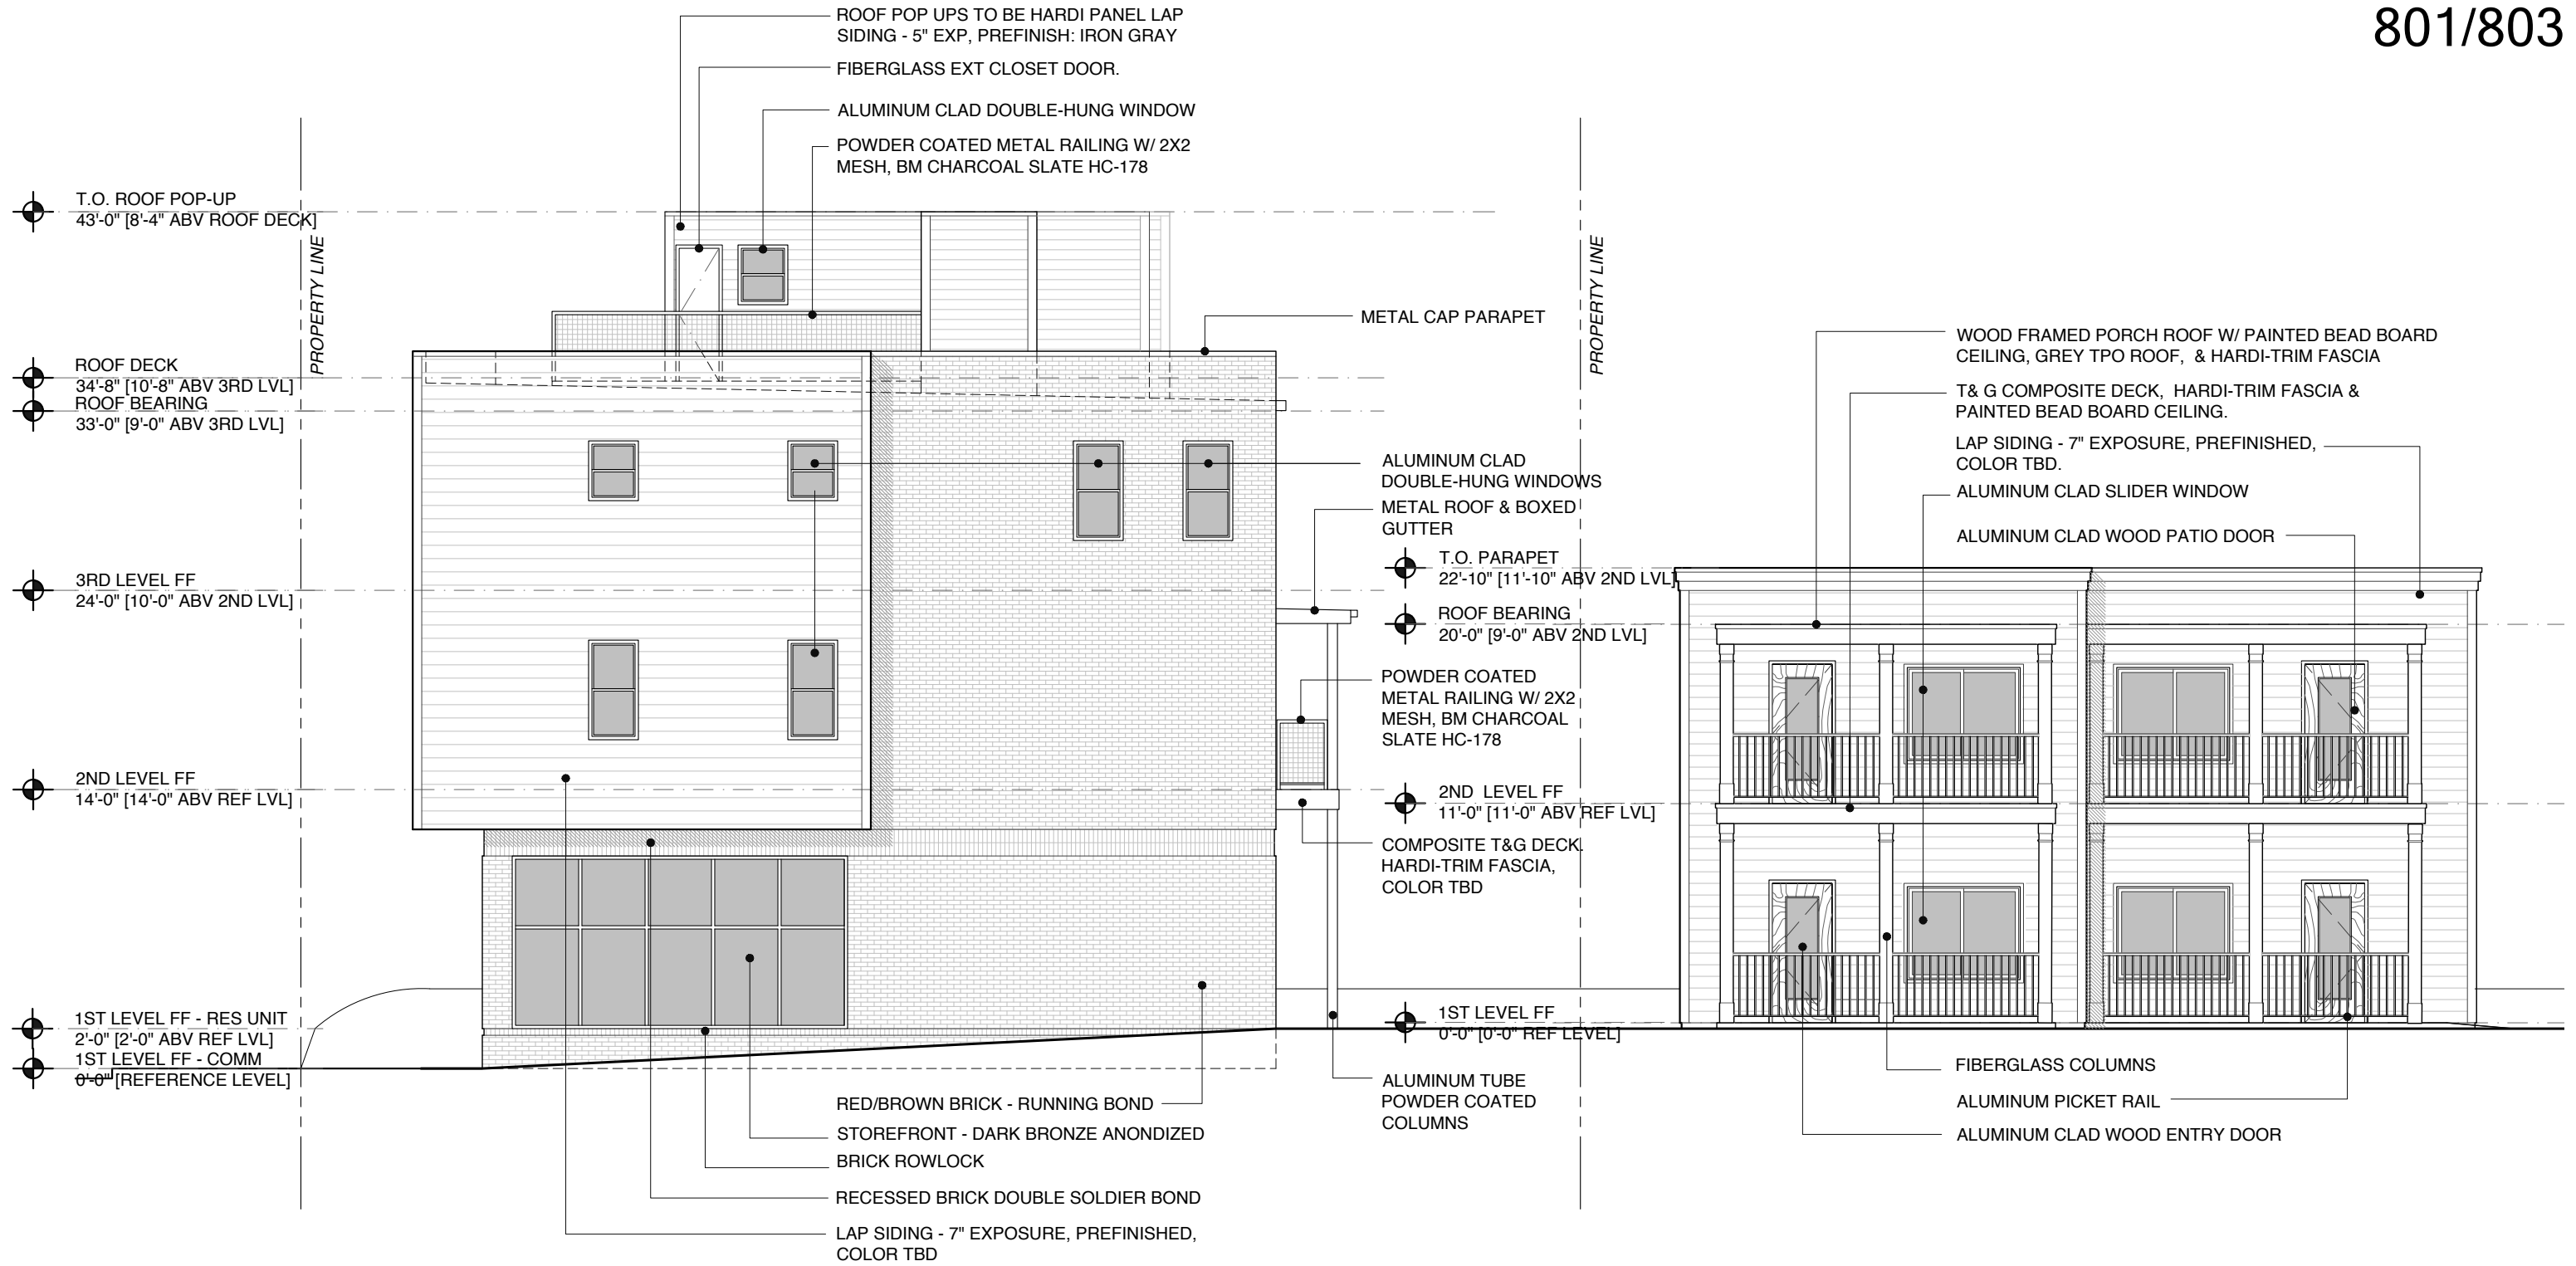 801/803
ROOF POP UPS TO BE HARDI PANEL LAP
SIDING - 5" EXP, PREFINISH: IRON GRAY
FIBERGLASS EXT CLOSET DOOR.
ALUMINUM CLAD DOUBLE-HUNG WINDOW
POWDER COATED METAL RAILING W/ 2X2
MESH, BM CHARCOAL SLATE HC-178
T.O. ROOF POP-UP
43'-0" [8'-4" ABV ROOF DECK]
PROPERTY LINE
ROOF DECK
34'-8" [10'-8" ABV 3RD LVL]
ROOF BEARING
33'-0" [9'-0" ABV 3RD LVL]
3RD LEVEL FF
24'-0" [10'-0" ABV 2ND LVL]
2ND LEVEL FF
14'-0" [14'-0" ABV REF LVL]
1ST LEVEL FF - RES UNIT
2'-0" [2'-0" ABV REF LVL]
1ST LEVEL FF - COMM
0'-0" [REFERENCE LEVEL]
METAL CAP PARAPET
PROPERTY LINE
ALUMINUM CLAD
DOUBLE-HUNG WINDOWS
METAL ROOF & BOXED
GUTTER
T.O. PARAPET
22'-10" [11'-10" ABV 2ND LVL]
ROOF BEARING
20'-0" [9'-0" ABV 2ND LVL]
POWDER COATED
METAL RAILING W/ 2X2
MESH, BM CHARCOAL
SLATE HC-178
2ND LEVEL FF
11'-0" [11'-0" ABV REF LVL]
COMPOSITE T&G DECK.
HARDI-TRIM FASCIA,
COLOR TBD
1ST LEVEL FF
0'-0" [0'-0" REF LEVEL]
ALUMINUM TUBE
POWDER COATED
COLUMNS
RED/BROWN BRICK - RUNNING BOND
STOREFRONT - DARK BRONZE ANONDIZED
BRICK ROWLOCK
RECESSED BRICK DOUBLE SOLDIER BOND
LAP SIDING - 7" EXPOSURE, PREFINISHED,
COLOR TBD
WOOD FRAMED PORCH ROOF W/ PAINTED BEAD BOARD
CEILING, GREY TPO ROOF, & HARDI-TRIM FASCIA
T& G COMPOSITE DECK, HARDI-TRIM FASCIA &
PAINTED BEAD BOARD CEILING.
LAP SIDING - 7" EXPOSURE, PREFINISHED,
COLOR TBD.
ALUMINUM CLAD SLIDER WINDOW
ALUMINUM CLAD WOOD PATIO DOOR
FIBERGLASS COLUMNS
ALUMINUM PICKET RAIL
ALUMINUM CLAD WOOD ENTRY DOOR